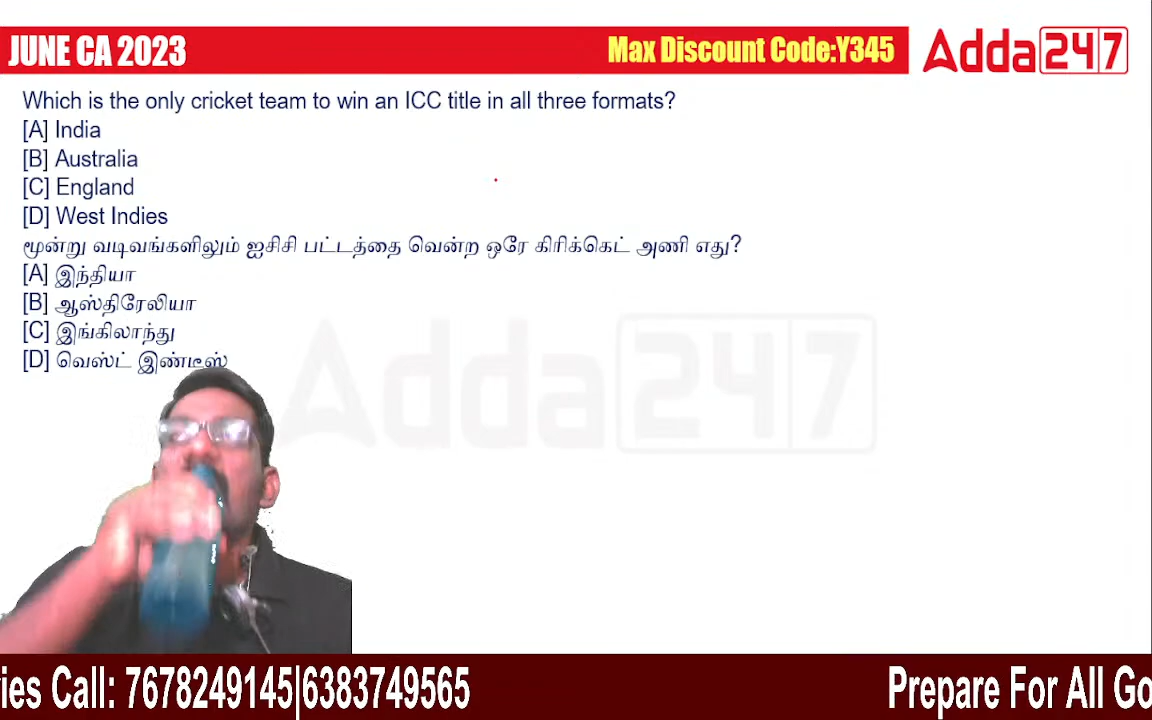 JUNE CA 2023
Max Discount Code:Y345
Adda247
Which is the only cricket team to win an ICC title in all three formats?
[A] India
[B] Australia
[C] England
[D] West Indies
மூன்று வடிவங்களிலும் ஐசிசி பட்டத்தை வென்ற ஒரே கிரிக்கெட் அணி எது?
[A] இந்தியா
[B] ஆஸ்திரேலியா
[C] இங்கிலாந்து
[D] வெஸ்ட் இண்டீஸ்
Adda247
ies Call: 7678249145|6383749565
Prepare For All Go